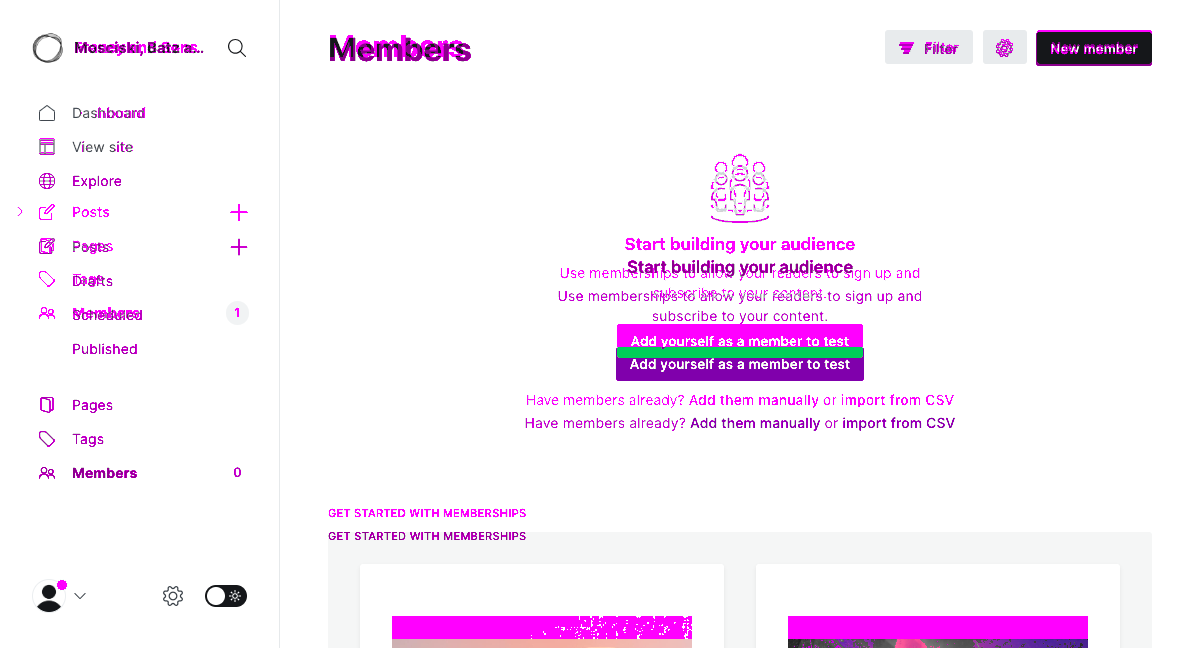 Dashboard
View site
Explore
Posts
Pages
Posts
Tags
Drafts
Members
1
Scheduled
Published
Pages
Tags
Members
0
Members
Filter
New member
Start building your audience
Start building your audience
Use memberships to allow your readers to sign up and
subscribe to your content.
Use memberships to allow your readers to sign up and
subscribe to your content.
Add yourself as a member to test
Add yourself as a member to test
Have members already? Add them manually or import from CSV
Have members already? Add them manually or import from CSV
GET STARTED WITH MEMBERSHIPS
GET STARTED WITH MEMBERSHIPS